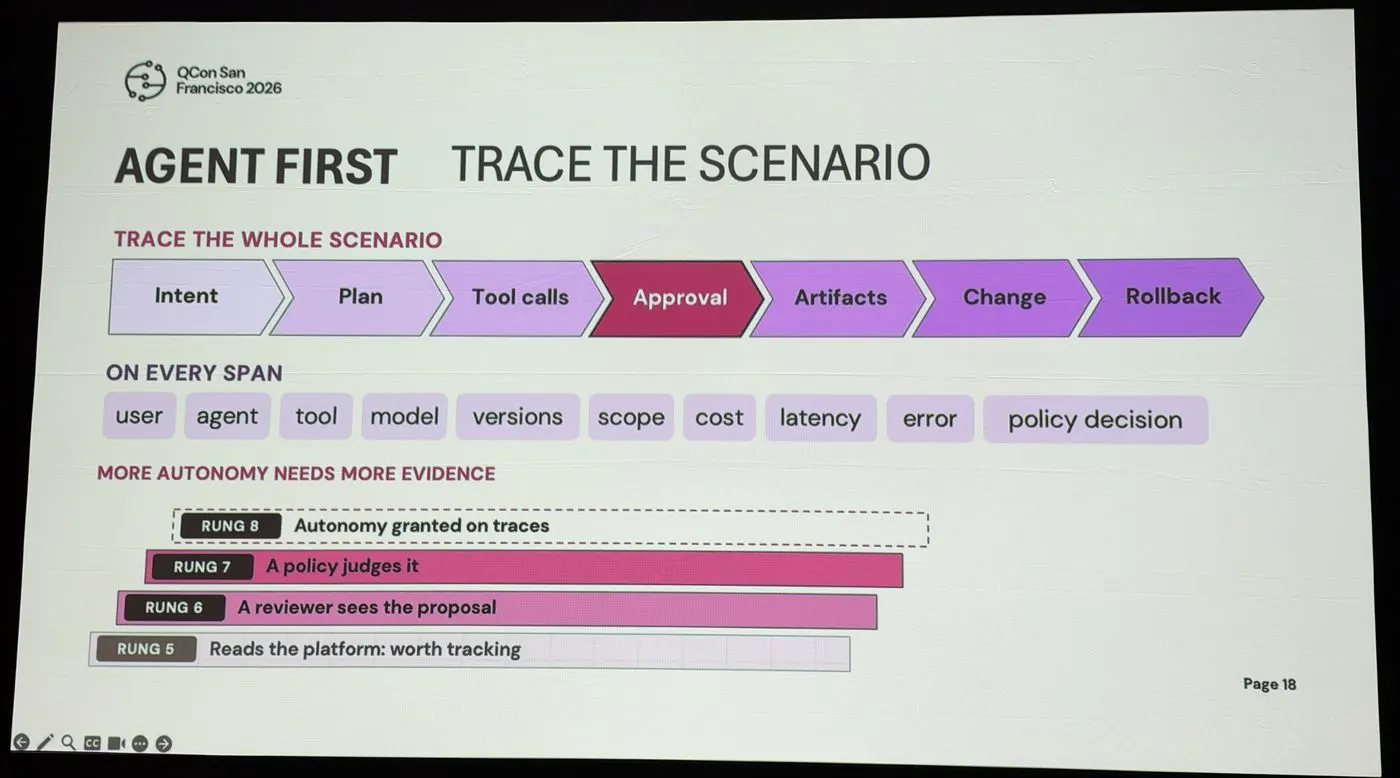 QCon San
Francisco 2026
AGENT FIRST TRACE THE SCENARIO
TRACE THE WHOLE SCENARIO
Intent Plan Tool calls Approval Artifacts Change Rollback
ON EVERY SPAN
user agent tool model versions scope cost latency error policy decision
MORE AUTONOMY NEEDS MORE EVIDENCE
RUNG 8 Autonomy granted on traces
RUNG 7 A policy judges it
RUNG 6 A reviewer sees the proposal
RUNG 5 Reads the platform: worth tracking
Page 18
CC